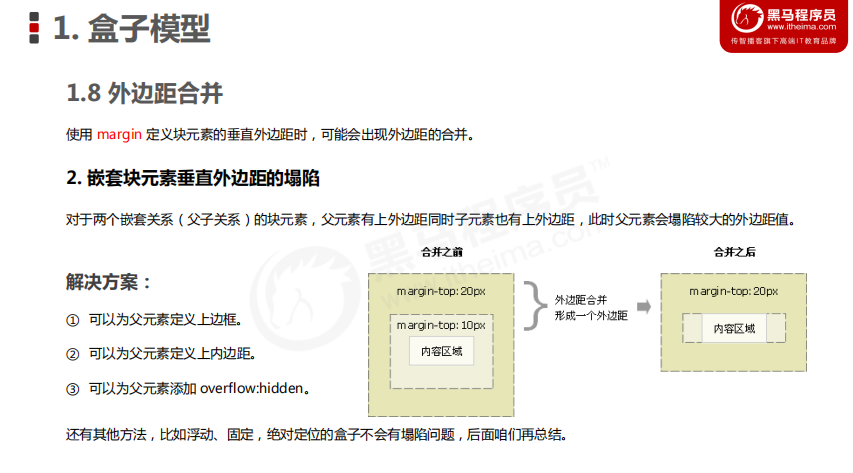 1. 盒子模型
黑马程序员
www.itheima.com
传智播客旗下高端IT教育品牌
1.8 外边距合并
使用 margin 定义块元素的垂直外边距时，可能会出现外边距的合并。
2. 嵌套块元素垂直外边距的塌陷
对于两个嵌套关系（父子关系）的块元素，父元素有上外边距同时子元素也有上外边距，此时父元素会塌陷较大的外边距值。
解决方案：
① 可以为父元素定义上边框。
② 可以为父元素定义上内边距。
③ 可以为父元素添加 overflow:hidden。
合并之前
margin-top: 20px
margin-top: 10px
内容区域
外边距合并
形成一个外边距
合并之后
margin-top: 20px
内容区域
还有其他方法，比如浮动、固定，绝对定位的盒子不会有塌陷问题，后面咱们再总结。
黑马程序员™
www.itheima.com